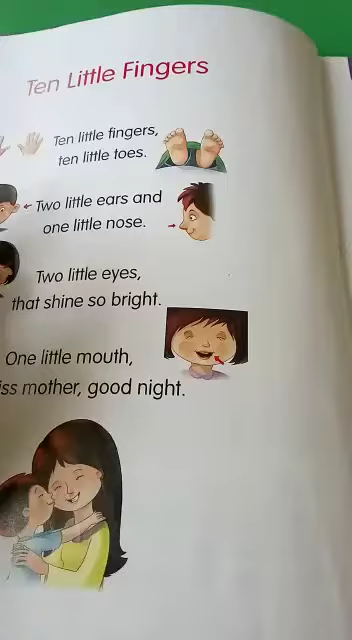 Ten Little Fingers
Ten little fingers,
ten little toes.
Two little ears and
one little nose.
Two little eyes,
that shine so bright.
One little mouth,
iss mother, good night.